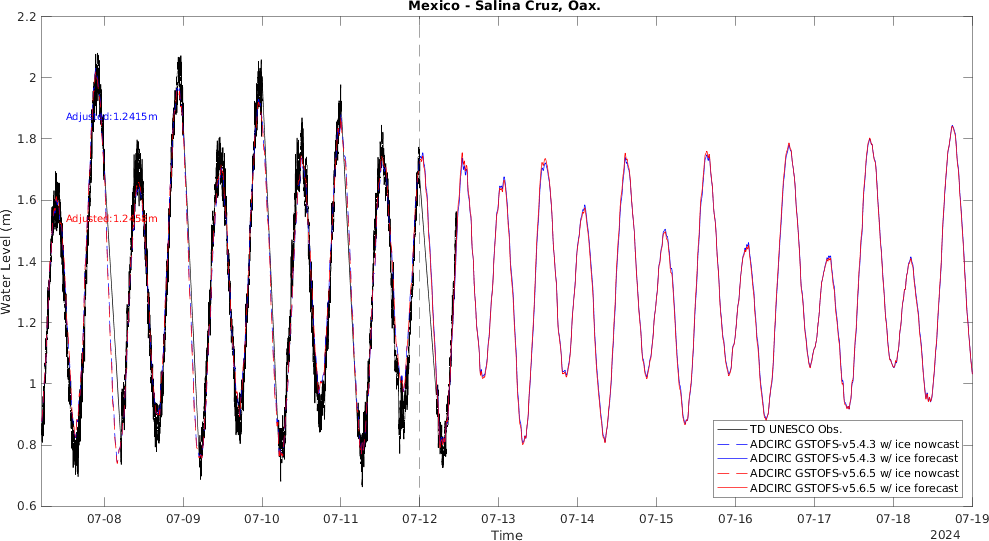 Mexico - Salina Cruz, Oax.
2.2
2
1.8
1.6
1.4
1.2
1
0.8
0.6
Water Level (m)
Adjusted:1.2415m
Adjusted:1.2458m
TD UNESCO Obs.
ADCIRC GSTOFS-v5.4.3 w/ ice nowcast
ADCIRC GSTOFS-v5.4.3 w/ ice forecast
ADCIRC GSTOFS-v5.6.5 w/ ice nowcast
ADCIRC GSTOFS-v5.6.5 w/ ice forecast
07-08 07-09 07-10 07-11 07-12 07-13 07-14 07-15 07-16 07-17 07-18 07-19
Time
2024